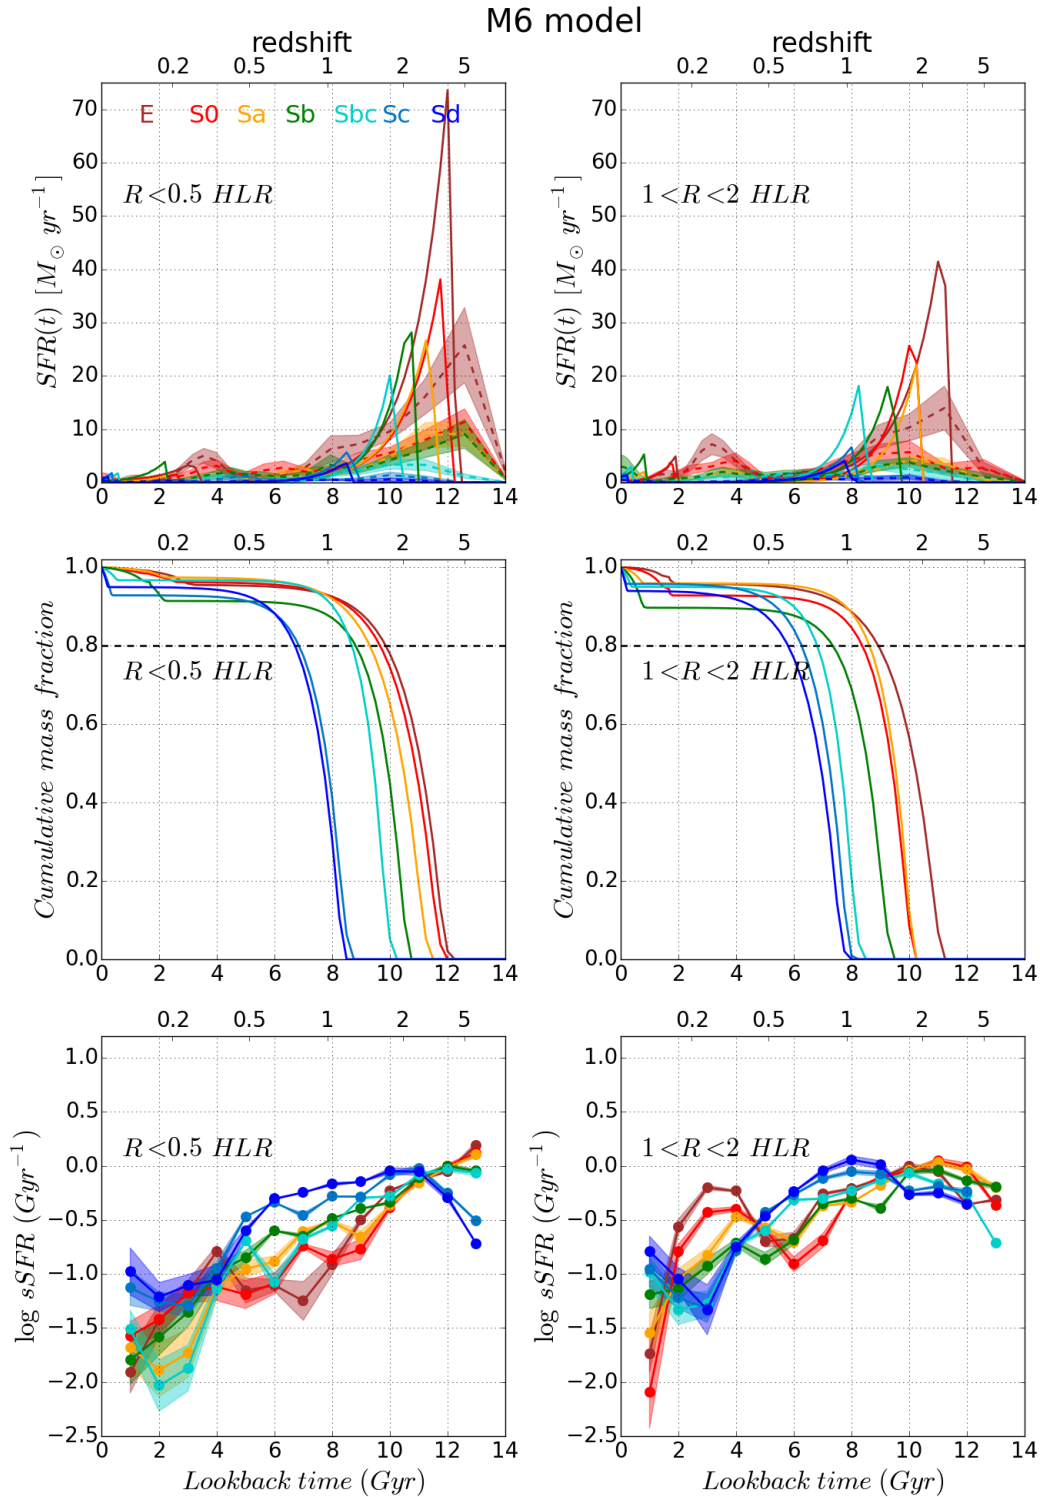 M6 model
redshift redshift
0.2 0.5 1 2 5 0.2 0.5 1 2 5
E S0 Sa Sb Sbc Sc Sd
R<0.5 HLR 1<R<2 HLR
SFR(t) [M⊙ yr⁻¹] SFR(t) [M⊙ yr⁻¹]
70 70
60 60
50 50
40 40
30 30
20 20
10 10
0 0
0 2 4 6 8 10 12 14 0 2 4 6 8 10 12 14
0.2 0.5 1 2 5 0.2 0.5 1 2 5
Cumulative mass fraction Cumulative mass fraction
1.0 1.0
0.8 0.8
R<0.5 HLR 1<R<2 HLR
0.6 0.6
0.4 0.4
0.2 0.2
0.0 0.0
0 2 4 6 8 10 12 14 0 2 4 6 8 10 12 14
0.2 0.5 1 2 5 0.2 0.5 1 2 5
log sSFR (Gyr⁻¹) log sSFR (Gyr⁻¹)
1.0 1.0
0.5 0.5
R<0.5 HLR 1<R<2 HLR
0.0 0.0
−0.5 −0.5
−1.0 −1.0
−1.5 −1.5
−2.0 −2.0
−2.5 −2.5
0 2 4 6 8 10 12 14 0 2 4 6 8 10 12 14
Lookback time (Gyr) Lookback time (Gyr)